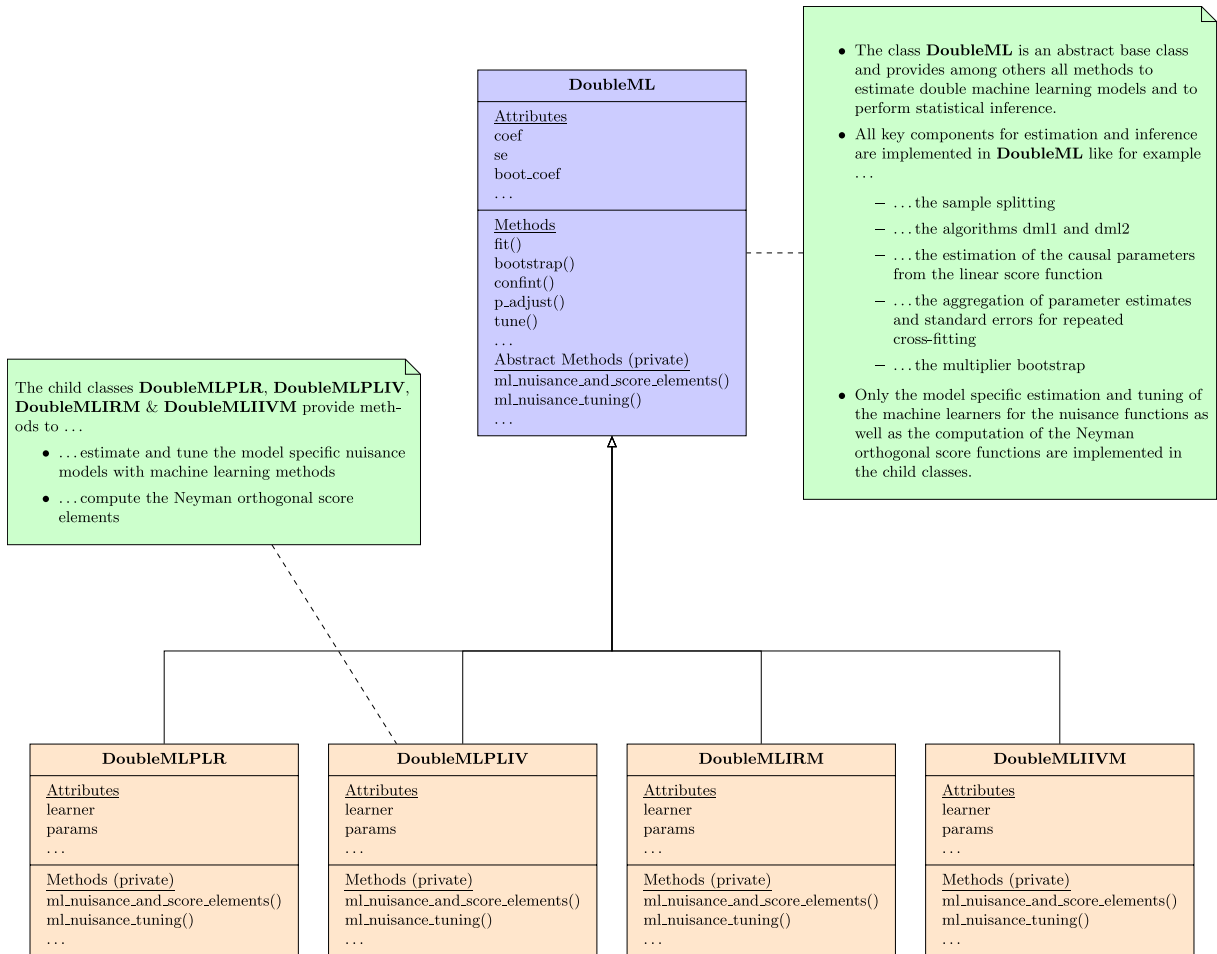 DoubleML
Attributes
coef
se
boot_coef
...
Methods
fit()
bootstrap()
confint()
p_adjust()
tune()
...
Abstract Methods (private)
ml_nuisance_and_score_elements()
ml_nuisance_tuning()
...
• The class DoubleML is an abstract base class
and provides among others all methods to
estimate double machine learning models and to
perform statistical inference.
• All key components for estimation and inference
are implemented in DoubleML like for example
...
– ...the sample splitting
– ...the algorithms dml1 and dml2
– ...the estimation of the causal parameters
from the linear score function
– ...the aggregation of parameter estimates
and standard errors for repeated
cross-fitting
– ...the multiplier bootstrap
• Only the model specific estimation and tuning of
the machine learners for the nuisance functions as
well as the computation of the Neyman
orthogonal score functions are implemented in
the child classes.
The child classes DoubleMLPLR, DoubleMLPLIV,
DoubleMLIRM & DoubleMLIIVM provide meth-
ods to ...
• ...estimate and tune the model specific nuisance
models with machine learning methods
• ...compute the Neyman orthogonal score
elements
DoubleMLPLR
Attributes
learner
params
...
Methods (private)
ml_nuisance_and_score_elements()
ml_nuisance_tuning()
...
DoubleMLPLIV
Attributes
learner
params
...
Methods (private)
ml_nuisance_and_score_elements()
ml_nuisance_tuning()
...
DoubleMLIRM
Attributes
learner
params
...
Methods (private)
ml_nuisance_and_score_elements()
ml_nuisance_tuning()
...
DoubleMLIIVM
Attributes
learner
params
...
Methods (private)
ml_nuisance_and_score_elements()
ml_nuisance_tuning()
...